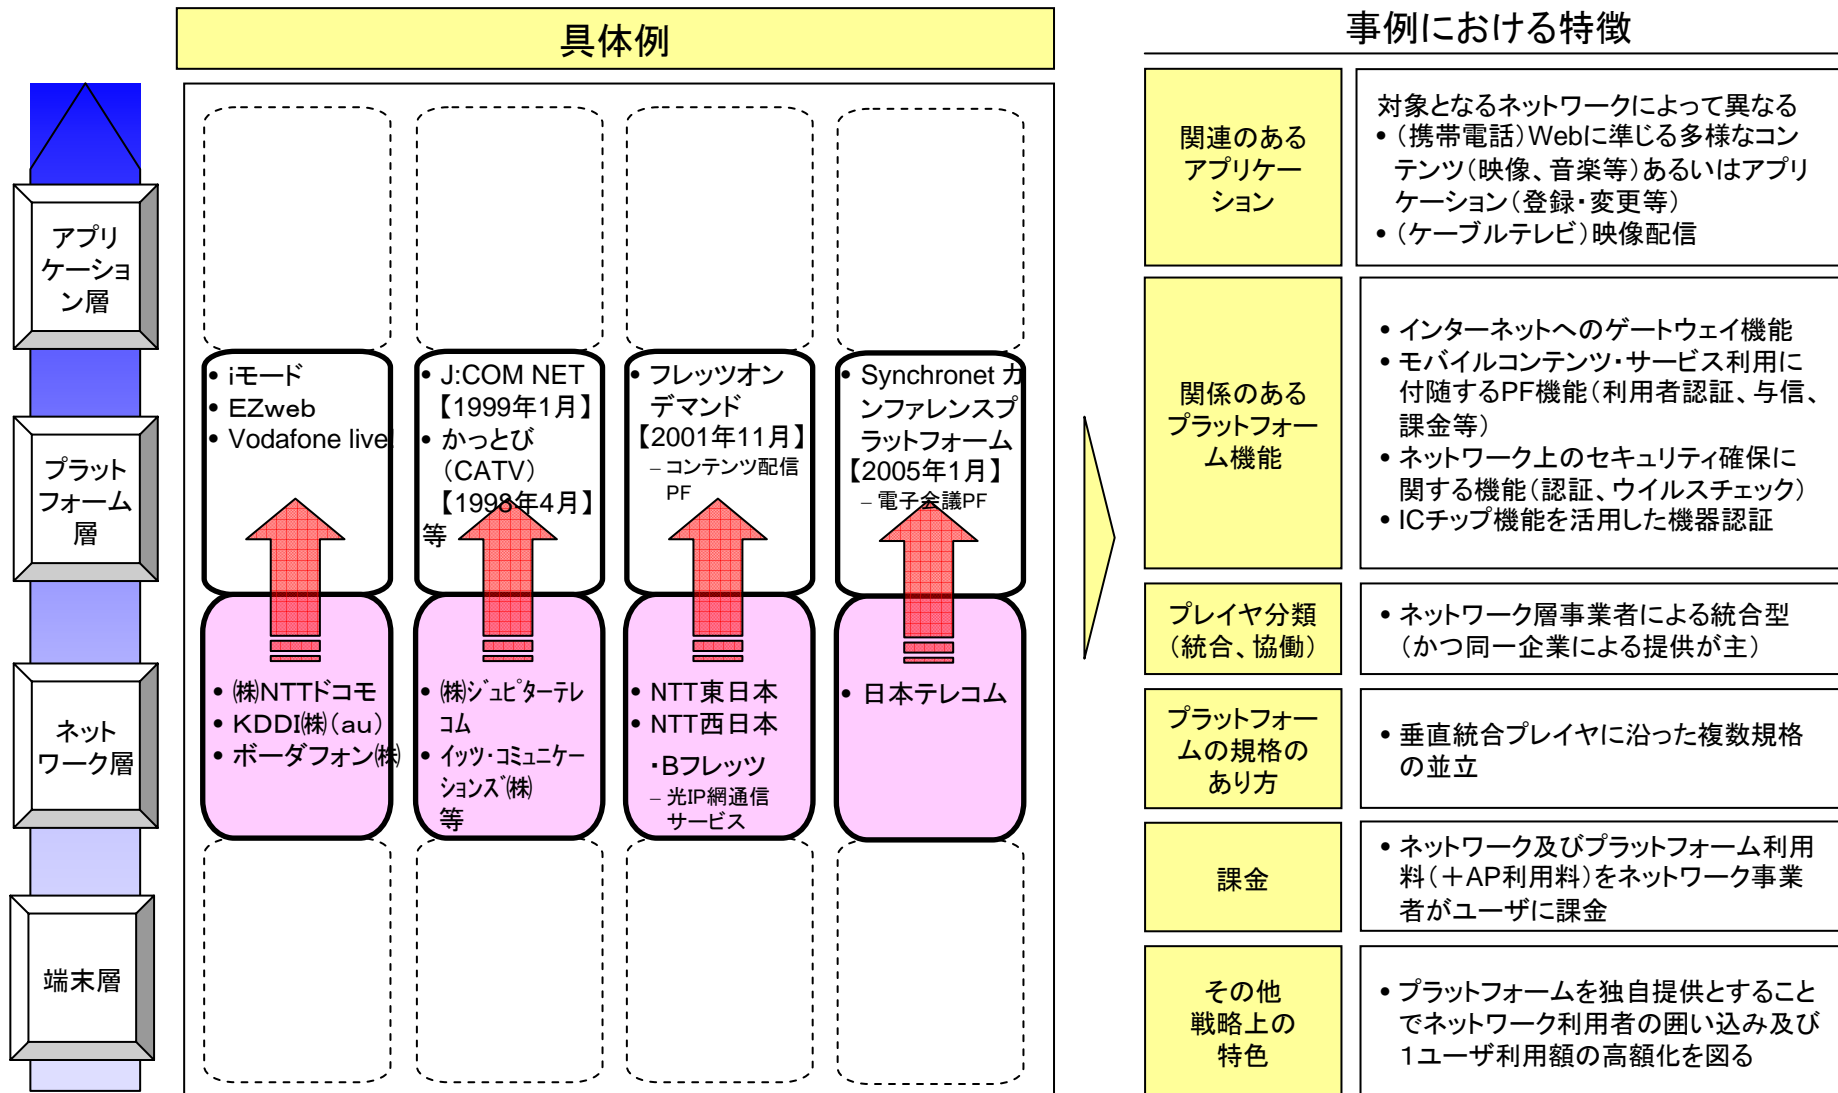 具体例
事例における特徴
アプリ
ケーショ
ン層
プラット
フォーム
層
ネット
ワーク層
端末層
• iモード
• EZweb
• Vodafone live!
• J:COM NET
【1999年1月】
• かっとび
（CATV）
【1998年4月】
等
• フレッツオン
デマンド
【2001年11月】
– コンテンツ配信
PF
• Synchronet カ
ンファレンスプ
ラットフォーム
【2005年1月】
– 電子会議PF
• ㈱NTTドコモ
• KDDI㈱（au）
• ボーダフォン㈱
• ㈱ｼﾞｭﾋﾟﾀｰﾃﾚ
ｺﾑ
• ｲｯﾂ・ｺﾐｭﾆｹｰ
ｼｮﾝｽﾞ㈱
等
• NTT東日本
• NTT西日本
・Bフレッツ
– 光IP網通信
サービス
• 日本テレコム
関連のある
アプリケー
ション
対象となるネットワークによって異なる
• （携帯電話）Webに準じる多様なコン
テンツ（映像、音楽等）あるいはアプリ
ケーション（登録・変更等）
• （ケーブルテレビ）映像配信
関係のある
プラットフォー
ム機能
• インターネットへのゲートウェイ機能
• モバイルコンテンツ・サービス利用に
付随するPF機能（利用者認証、与信、
課金等）
• ネットワーク上のセキュリティ確保に
関する機能（認証、ウイルスチェック）
• ICチップ機能を活用した機器認証
プレイヤ分類
（統合、協働）
• ネットワーク層事業者による統合型
（かつ同一企業による提供が主）
プラットフォー
ムの規格の
あり方
• 垂直統合プレイヤに沿った複数規格
の並立
課金
• ネットワーク及びプラットフォーム利用
料（＋AP利用料）をネットワーク事業
者がユーザに課金
その他
戦略上の
特色
• プラットフォームを独自提供とすること
でネットワーク利用者の囲い込み及び
１ユーザ利用額の高額化を図る